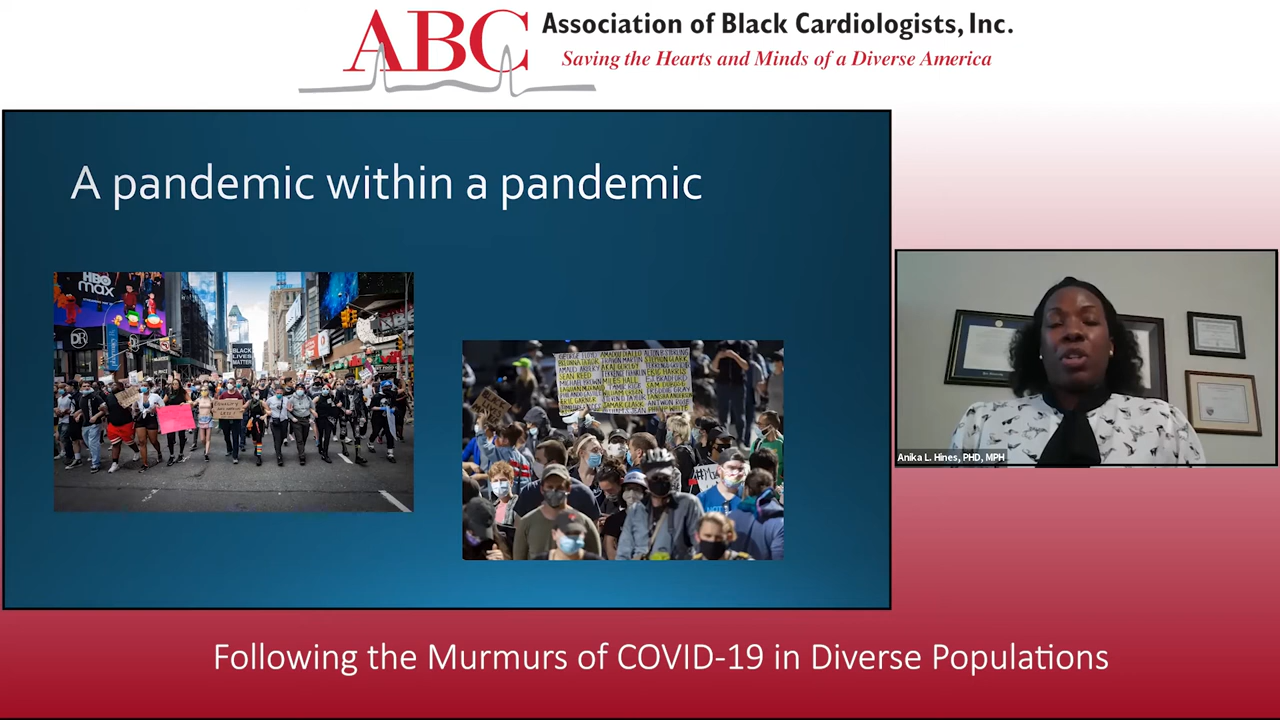 ABC
Association of Black Cardiologists, Inc.
Saving the Hearts and Minds of a Diverse America
A pandemic within a pandemic
HBO
max
BLACK
LIVES
MATTER
Anika L. Hines, PHD, MPH
Following the Murmurs of COVID-19 in Diverse Populations